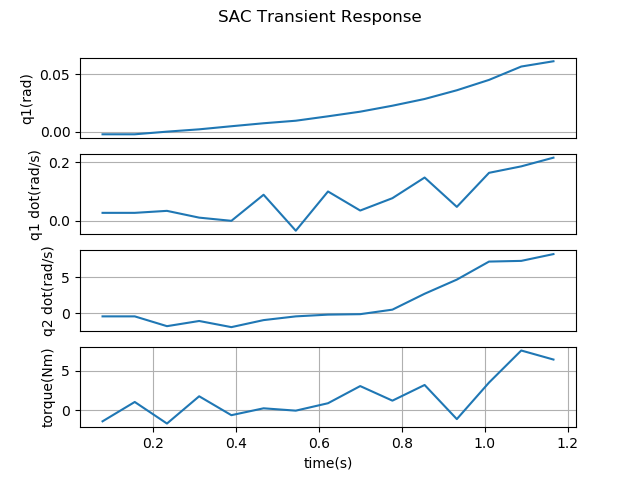 SAC Transient Response
q1(rad)
0.05
0.00
q1 dot(rad/s)
0.2
0.0
q2 dot(rad/s)
5
0
torque(Nm)
5
0
0.2 0.4 0.6 0.8 1.0 1.2
time(s)